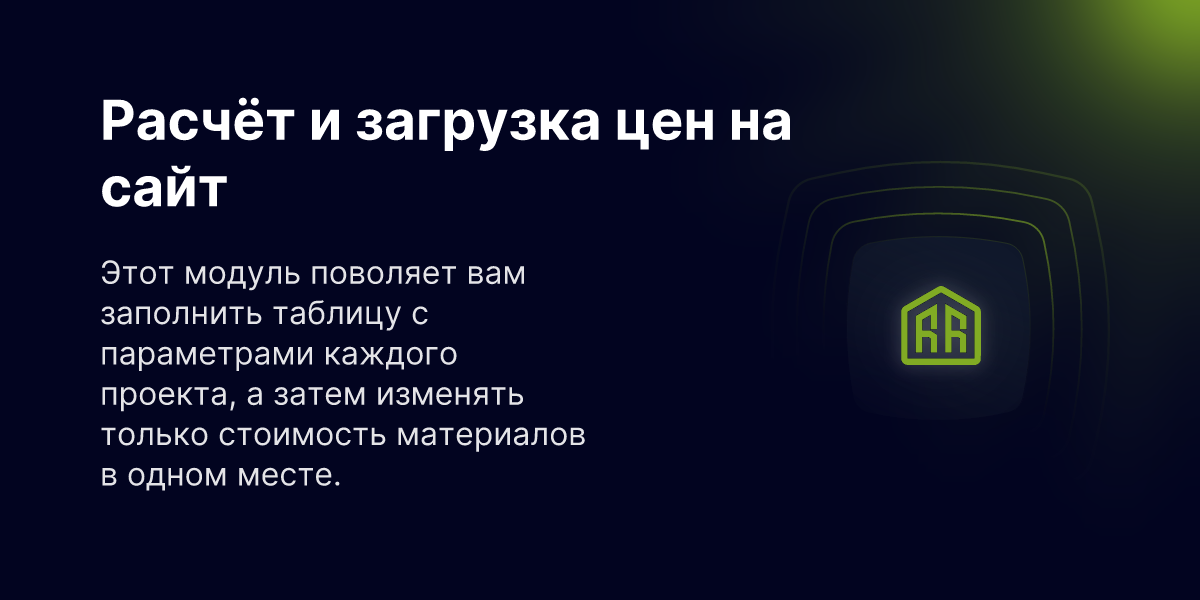 Расчёт и загрузка цен на
сайт
Этот модуль поволяет вам
заполнить таблицу с
параметрами каждого
проекта, а затем изменять
только стоимость материалов
в одном месте.